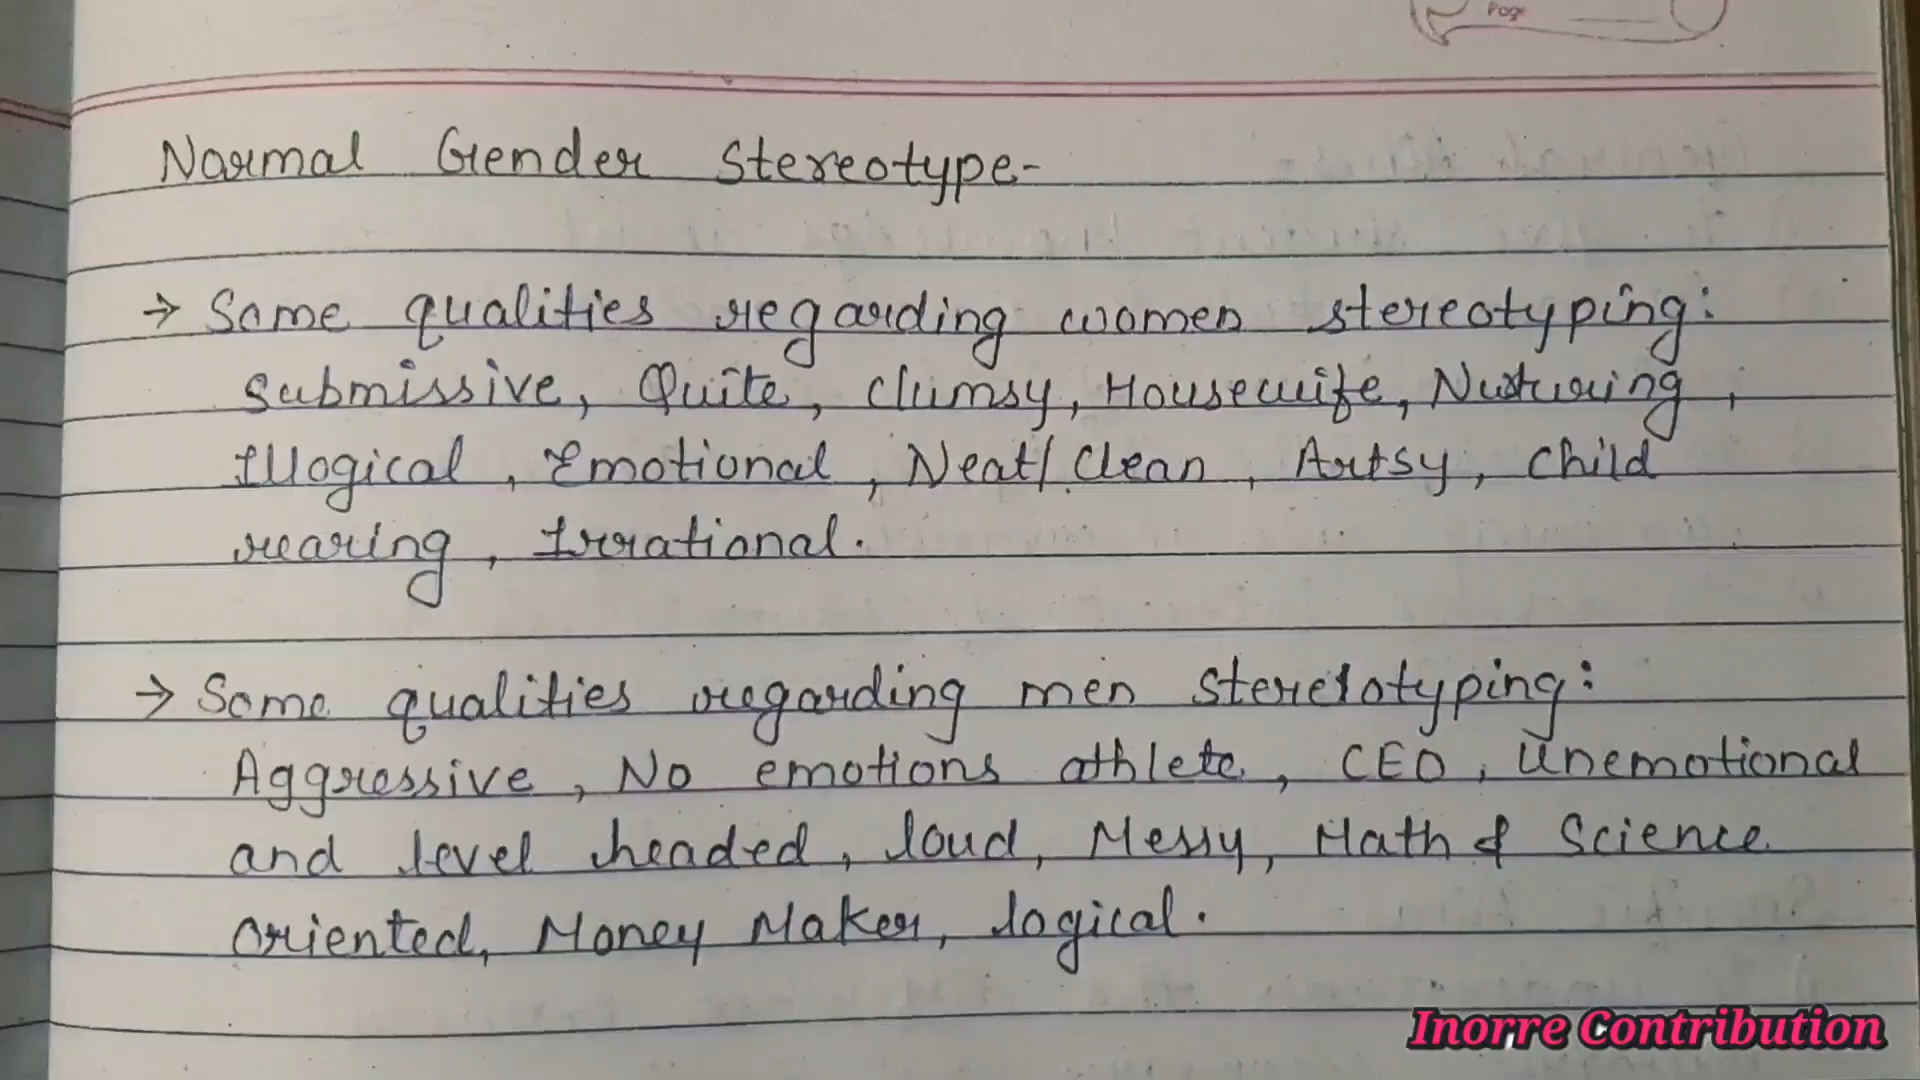 Page
Normal Gender Stereotype-
→ Some qualities regarding women stereotyping:
Submissive, Quite, Clumsy, Housewife, Nurturing,
Illogical, Emotional, Neat/Clean, Artsy, Child
rearing, Irrational.
→ Some qualities regarding men sterelotyping:
Aggressive, No emotions athlete, CEO, Unemotional
and level headed, loud, Messy, Math & Science
oriented, Money Maker, logical.
Inorre Contribution